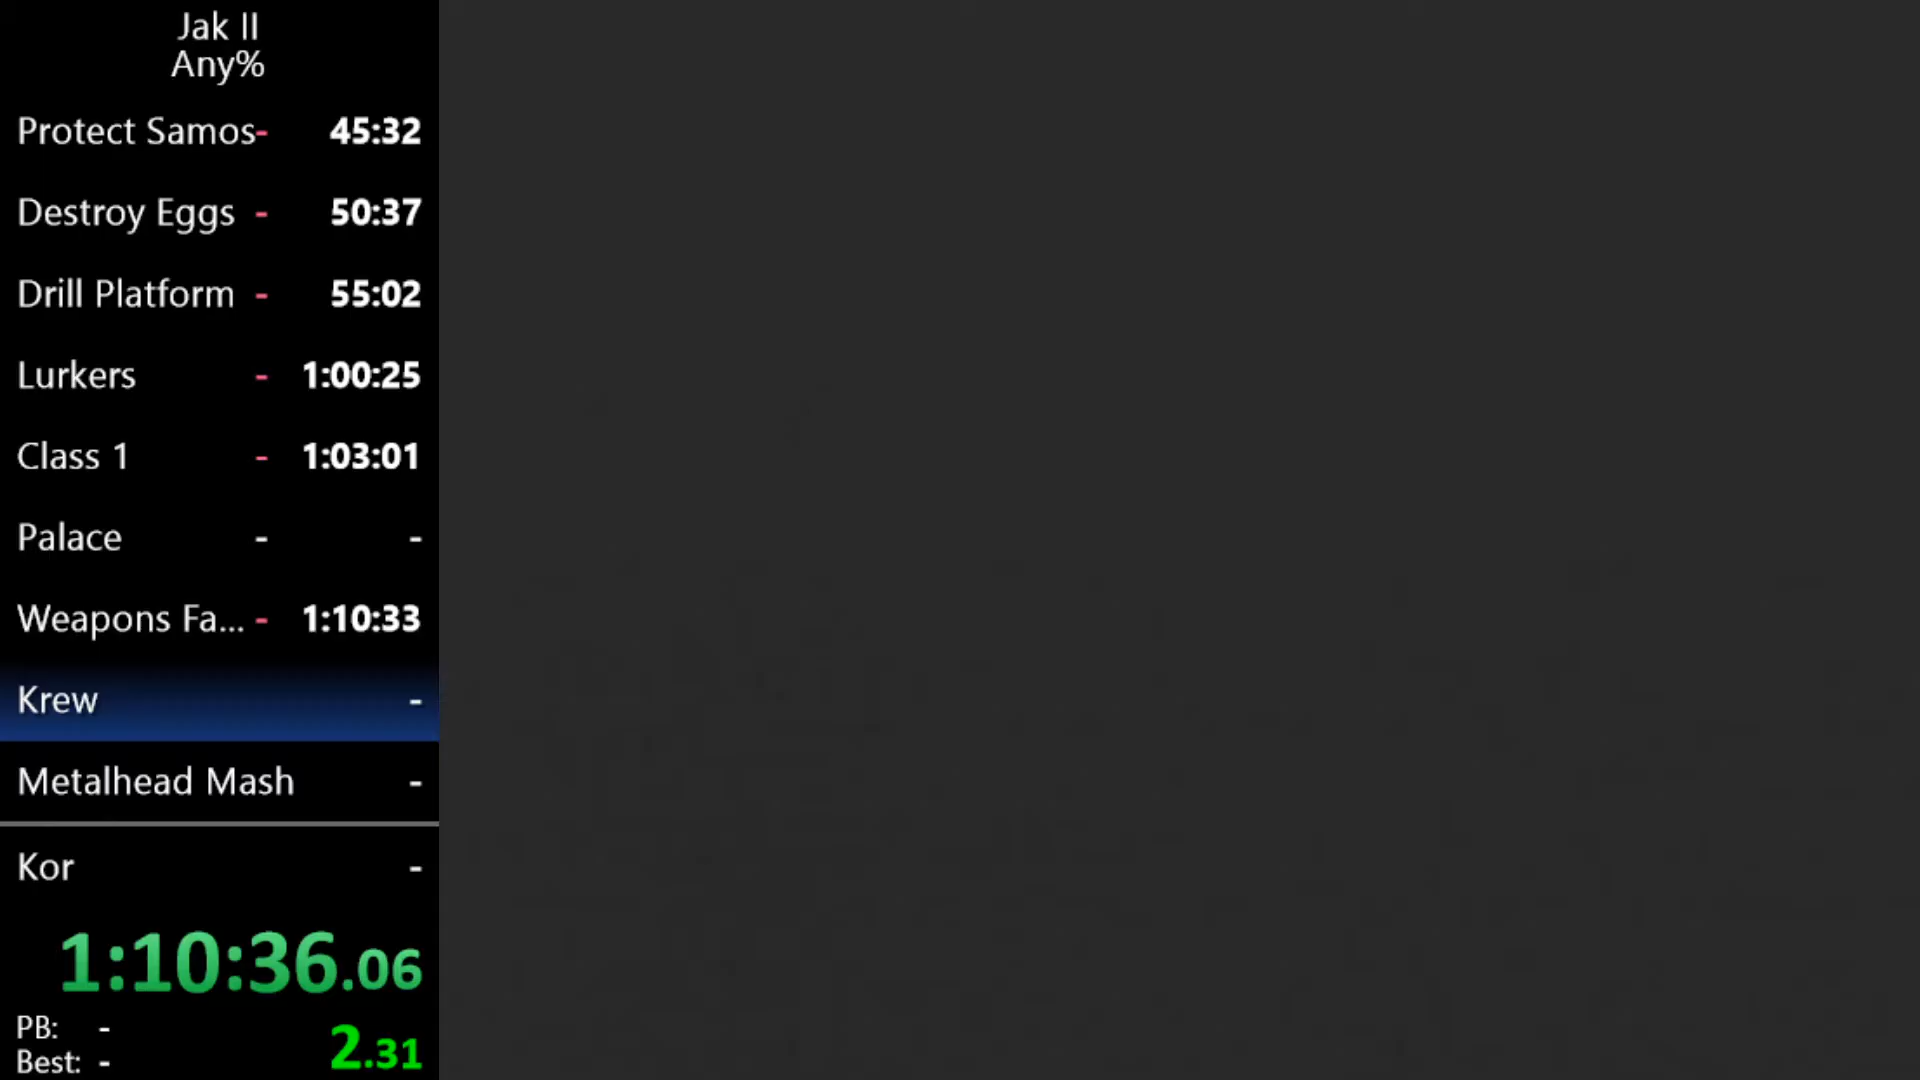 Jak II
Any%
Protect Samos- 45:32
Destroy Eggs - 50:37
Drill Platform - 55:02
Lurkers - 1:00:25
Class 1 - 1:03:01
Palace - -
Weapons Fa... - 1:10:33
Krew -
Metalhead Mash -
Kor -
1:10:36.06
PB: -
Best: - 2.31